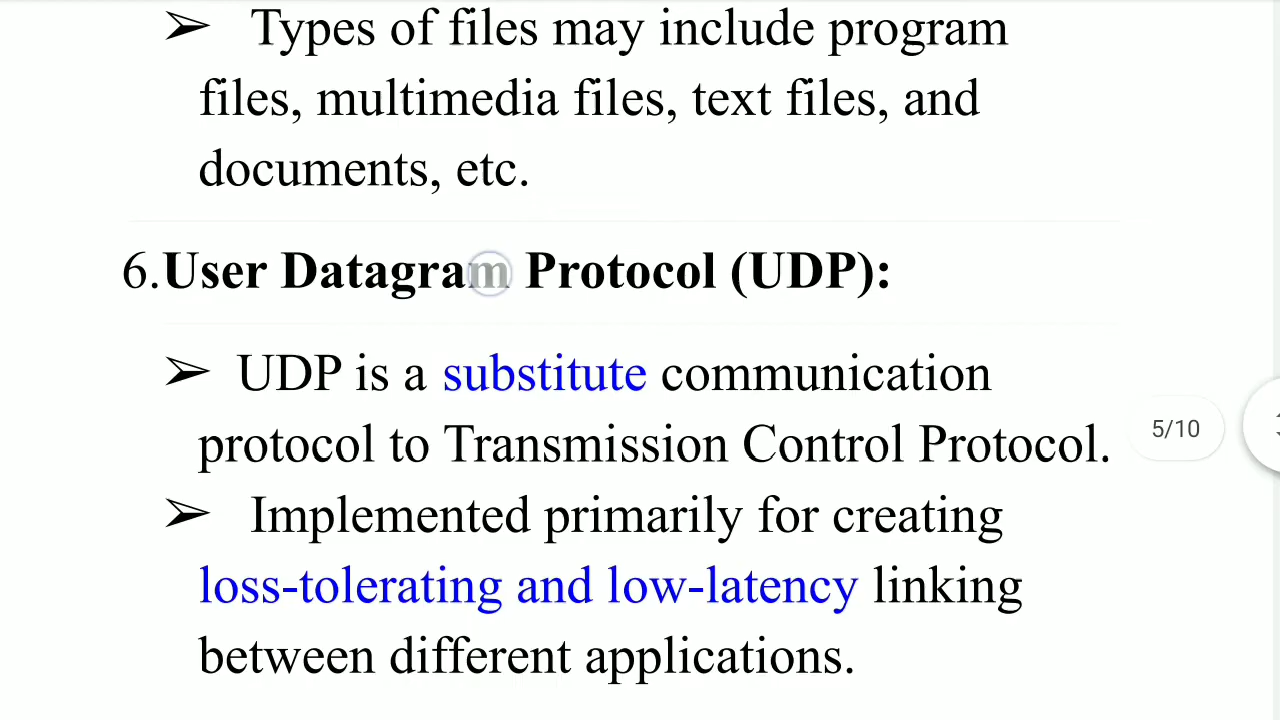 ➢ Types of files may include program
files, multimedia files, text files, and
documents, etc.
6.User Datagram Protocol (UDP):
➢ UDP is a substitute communication
protocol to Transmission Control Protocol.
5/10
➢ Implemented primarily for creating
loss-tolerating and low-latency linking
between different applications.